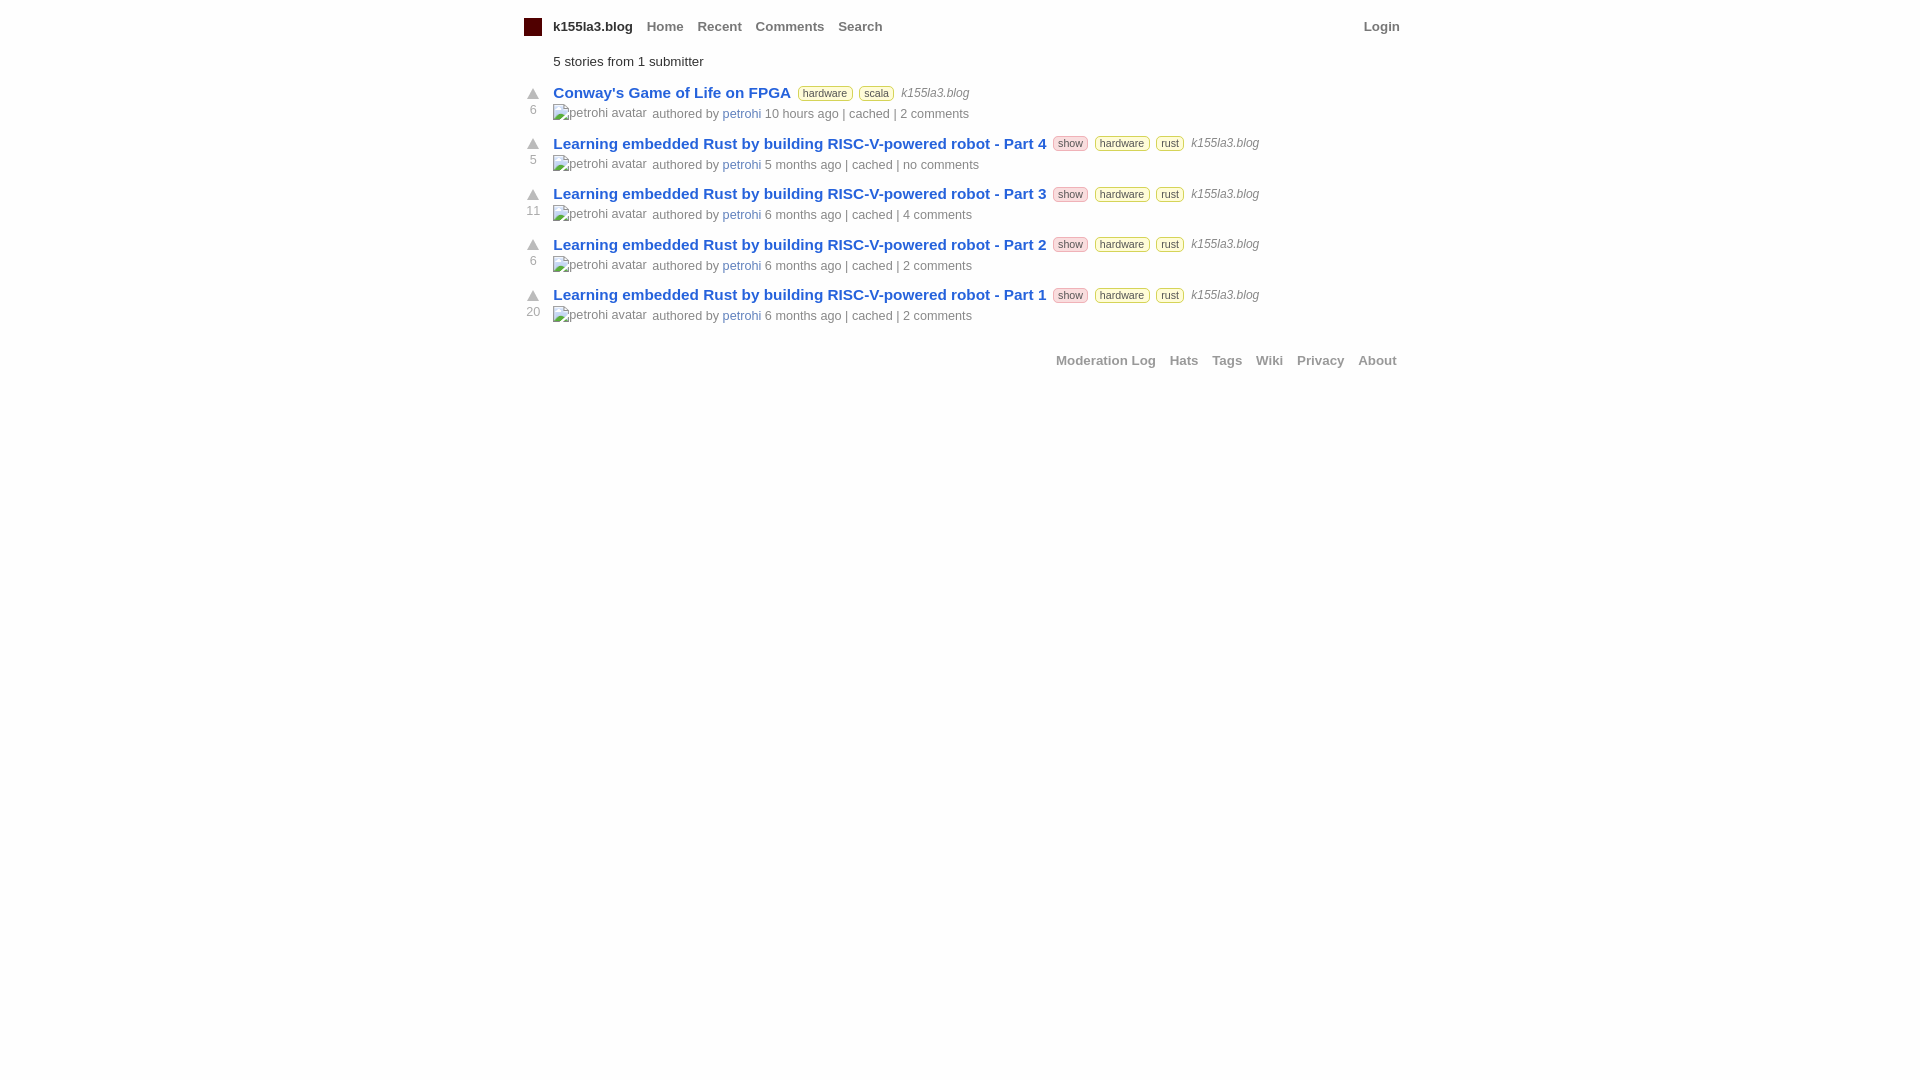 k155la3.blog Home Recent Comments Search Login
5 stories from 1 submitter
Conway's Game of Life on FPGA hardware scala k155la3.blog
6
petrohi avatar authored by petrohi 10 hours ago | cached | 2 comments
Learning embedded Rust by building RISC-V-powered robot - Part 4 show hardware rust k155la3.blog
5
petrohi avatar authored by petrohi 5 months ago | cached | no comments
Learning embedded Rust by building RISC-V-powered robot - Part 3 show hardware rust k155la3.blog
11
petrohi avatar authored by petrohi 6 months ago | cached | 4 comments
Learning embedded Rust by building RISC-V-powered robot - Part 2 show hardware rust k155la3.blog
6
petrohi avatar authored by petrohi 6 months ago | cached | 2 comments
Learning embedded Rust by building RISC-V-powered robot - Part 1 show hardware rust k155la3.blog
20
petrohi avatar authored by petrohi 6 months ago | cached | 2 comments
Moderation Log Hats Tags Wiki Privacy About